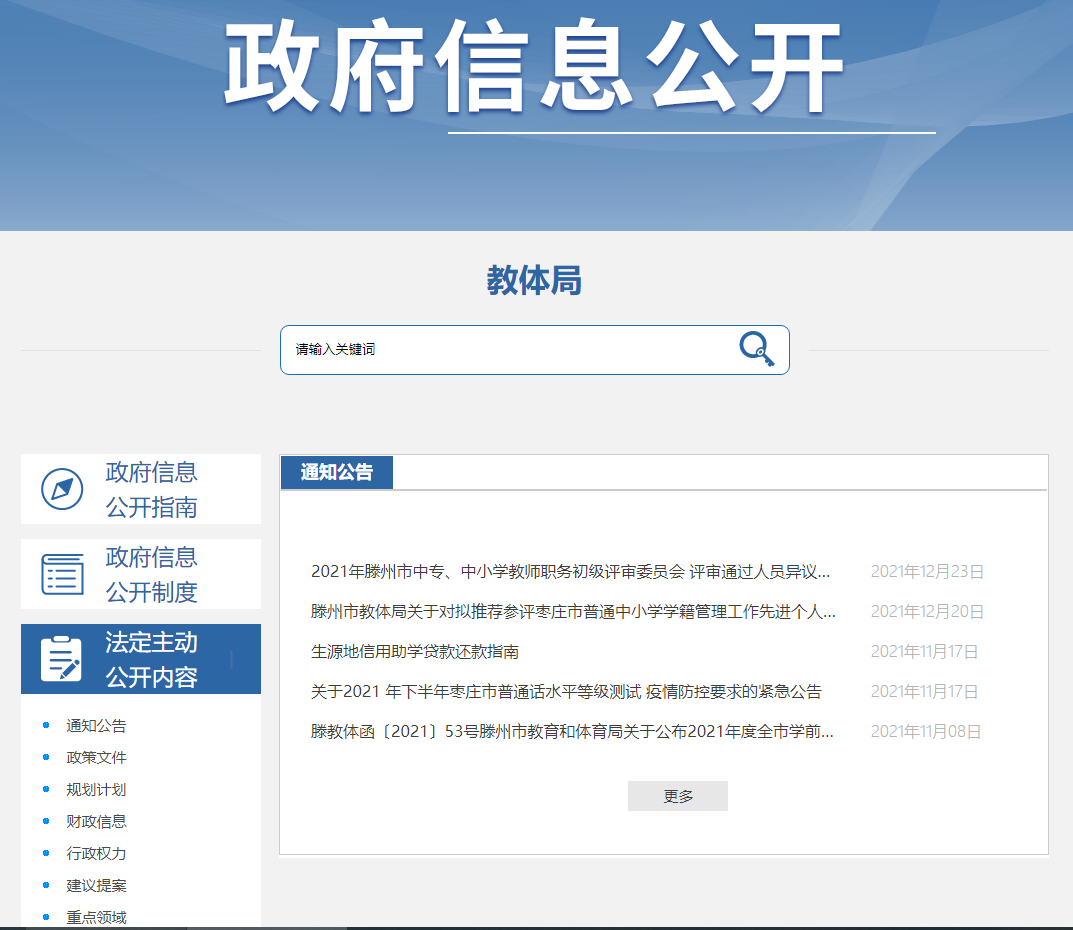 政府信息公开
教体局
请输入关键词
政府信息
公开指南
政府信息
公开制度
法定主动
公开内容
通知公告
政策文件
规划计划
财政信息
行政权力
建议提案
重点领域
通知公告
2021年滕州市中专、中小学教师职务初级评审委员会 评审通过人员异议... 2021年12月23日
滕州市教体局关于对拟推荐参评枣庄市普通中小学学籍管理工作先进个人... 2021年12月20日
生源地信用助学贷款还款指南 2021年11月17日
关于2021 年下半年枣庄市普通话水平等级测试 疫情防控要求的紧急公告 2021年11月17日
滕教体函〔2021〕53号滕州市教育和体育局关于公布2021年度全市学前... 2021年11月08日
更多